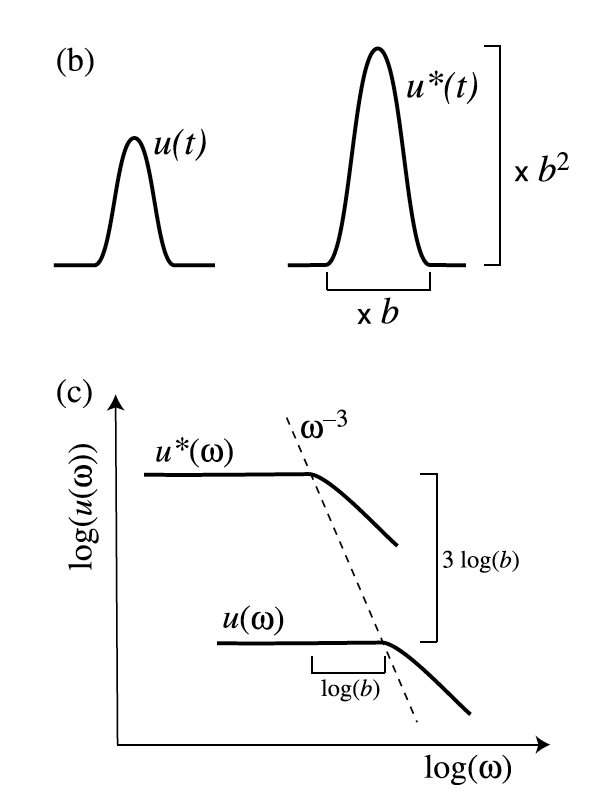 (b)
u(t)
u*(t)
x b²
x b
(c)
log(u(ω))
u*(ω)
ω⁻³
3 log(b)
u(ω)
log(b)
log(ω)